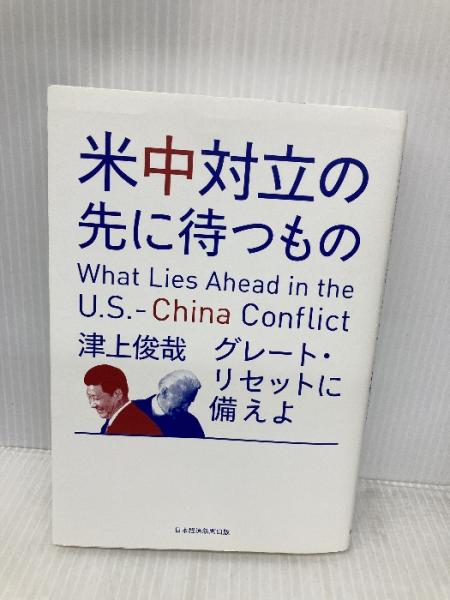 米中対立の
先に待つもの
What Lies Ahead in the
U.S.-China Conflict
津上俊哉
グレート・
リセットに
備えよ
日本経済新聞出版